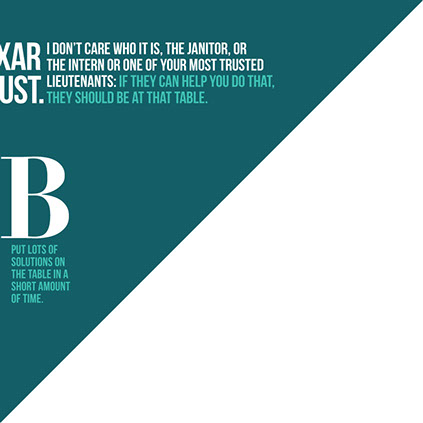 XAR
UST.
I DON'T CARE WHO IT IS, THE JANITOR, OR
THE INTERN OR ONE OF YOUR MOST TRUSTED
LIEUTENANTS: IF THEY CAN HELP YOU DO THAT,
THEY SHOULD BE AT THAT TABLE.
B
PUT LOTS OF
SOLUTIONS ON
THE TABLE IN A
SHORT AMOUNT
OF TIME.